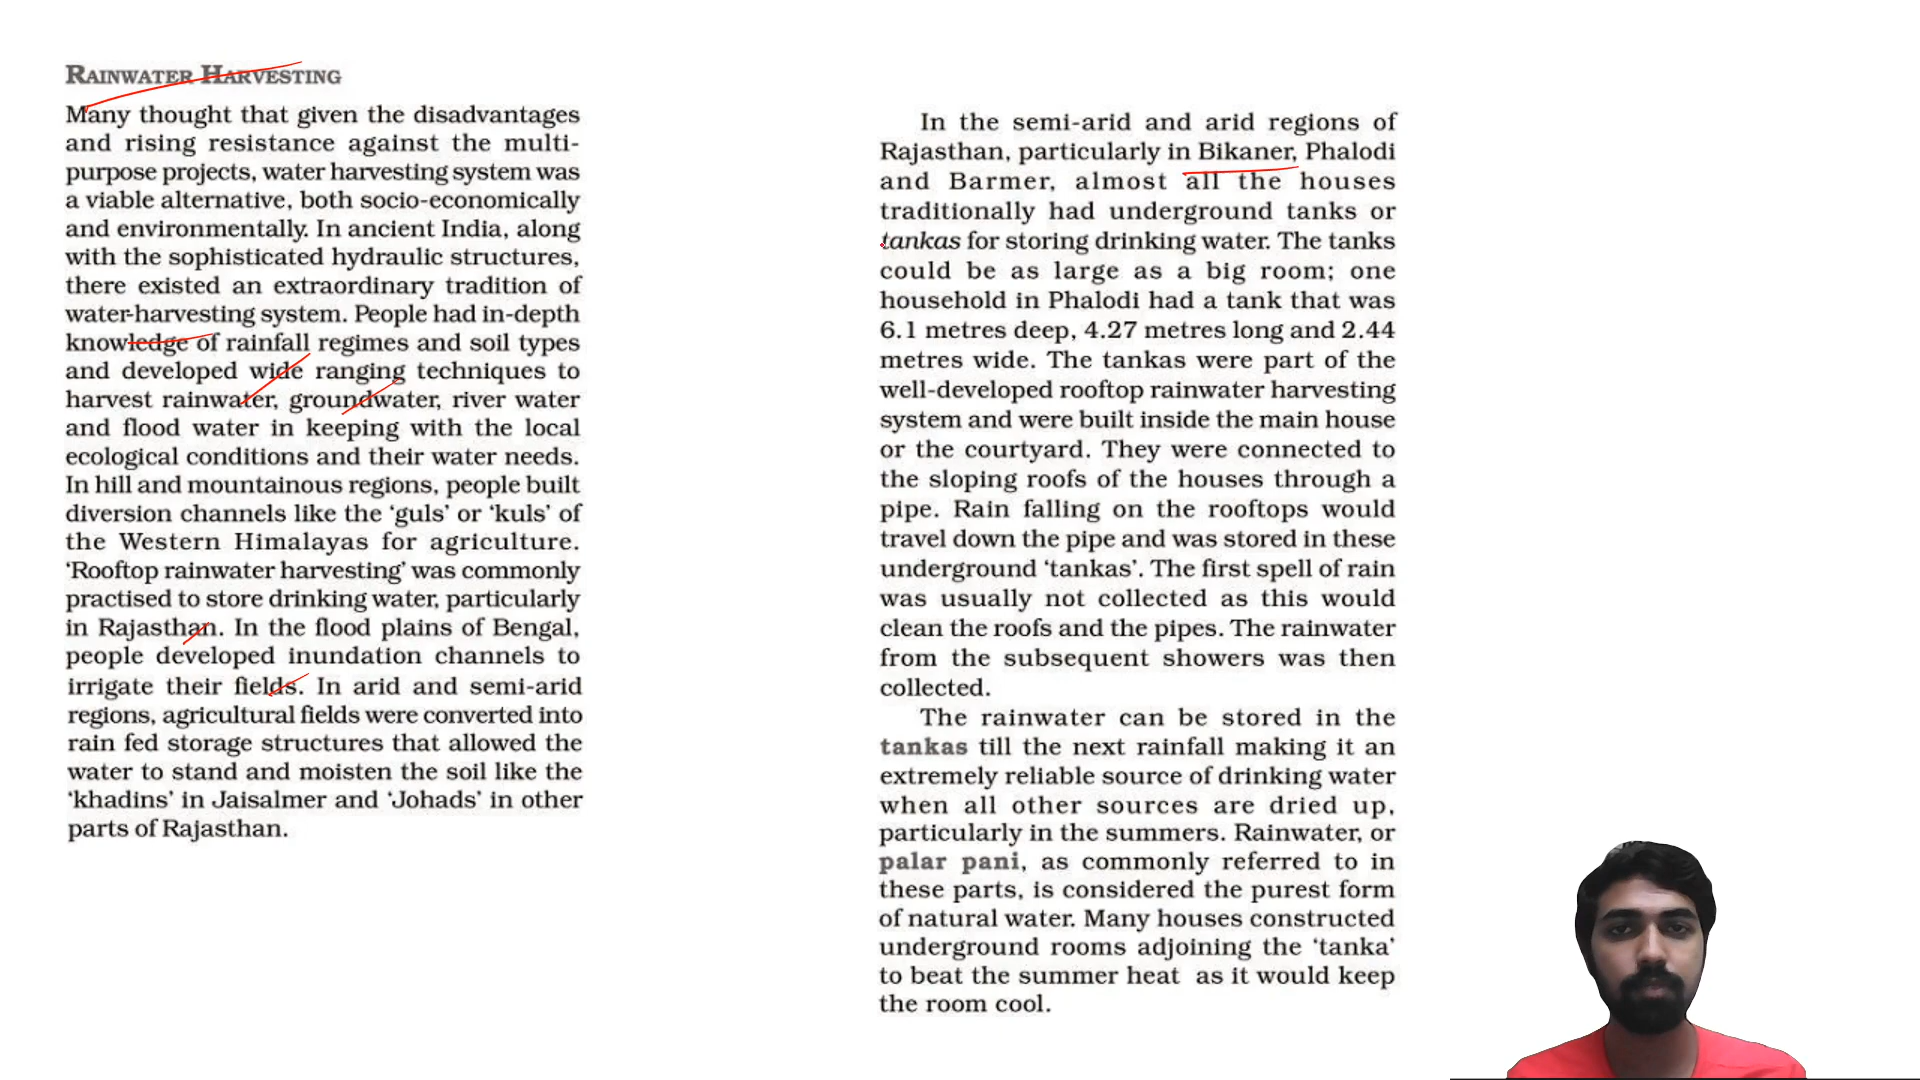 RAINWATER HARVESTING
Many thought that given the disadvantages
and rising resistance against the multi-
purpose projects, water harvesting system was
a viable alternative, both socio-economically
and environmentally. In ancient India, along
with the sophisticated hydraulic structures,
there existed an extraordinary tradition of
water-harvesting system. People had in-depth
knowledge of rainfall regimes and soil types
and developed wide ranging techniques to
harvest rainwater, groundwater, river water
and flood water in keeping with the local
ecological conditions and their water needs.
In hill and mountainous regions, people built
diversion channels like the ‘guls’ or ‘kuls’ of
the Western Himalayas for agriculture.
‘Rooftop rainwater harvesting’ was commonly
practised to store drinking water, particularly
in Rajasthan. In the flood plains of Bengal,
people developed inundation channels to
irrigate their fields. In arid and semi-arid
regions, agricultural fields were converted into
rain fed storage structures that allowed the
water to stand and moisten the soil like the
‘khadins’ in Jaisalmer and ‘Johads’ in other
parts of Rajasthan.
In the semi-arid and arid regions of
Rajasthan, particularly in Bikaner, Phalodi
and Barmer, almost all the houses
traditionally had underground tanks or
tankas for storing drinking water. The tanks
could be as large as a big room; one
household in Phalodi had a tank that was
6.1 metres deep, 4.27 metres long and 2.44
metres wide. The tankas were part of the
well-developed rooftop rainwater harvesting
system and were built inside the main house
or the courtyard. They were connected to
the sloping roofs of the houses through a
pipe. Rain falling on the rooftops would
travel down the pipe and was stored in these
underground ‘tankas’. The first spell of rain
was usually not collected as this would
clean the roofs and the pipes. The rainwater
from the subsequent showers was then
collected.
The rainwater can be stored in the
tankas till the next rainfall making it an
extremely reliable source of drinking water
when all other sources are dried up,
particularly in the summers. Rainwater, or
palar pani, as commonly referred to in
these parts, is considered the purest form
of natural water. Many houses constructed
underground rooms adjoining the ‘tanka’
to beat the summer heat as it would keep
the room cool.